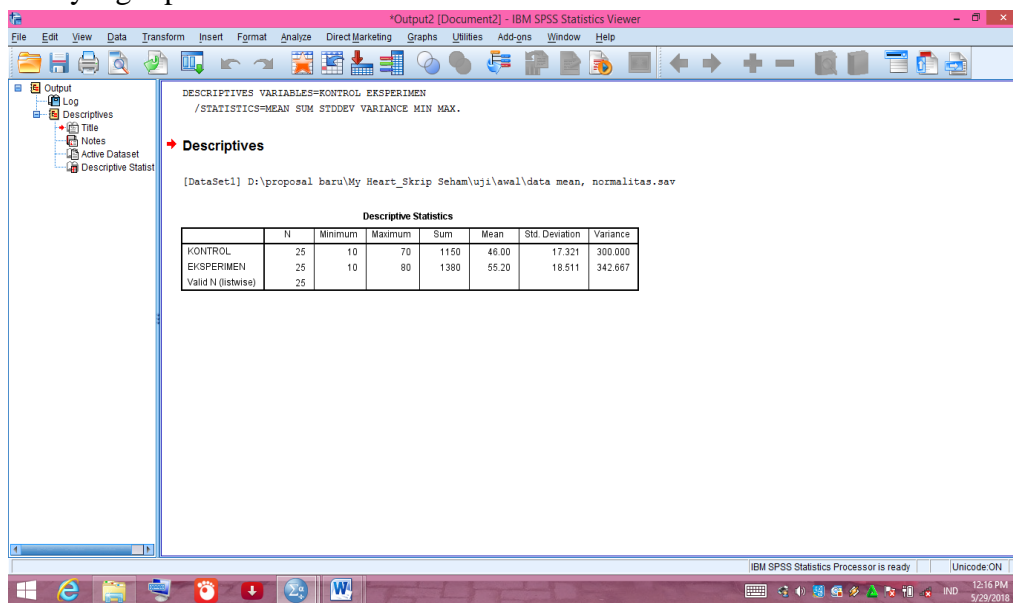 *Output2 [Document2] - IBM SPSS Statistics Viewer
File Edit View Data Transform Insert Format Analyze Direct Marketing Graphs Utilities Add-ons Window Help
Output
Log
Descriptives
Title
Notes
Active Dataset
Descriptive Statist
DESCRIPTIVES VARIABLES=KONTROL EKSPERIMEN
/STATISTICS=MEAN SUM STDDEV VARIANCE MIN MAX.
Descriptives
[DataSet1] D:\proposal baru\My Heart_Skrip Seham\uji\awal\data mean, normalitas.sav
Descriptive Statistics
N Minimum Maximum Sum Mean Std. Deviation Variance
KONTROL 25 10 70 1150 46.00 17.321 300.000
EKSPERIMEN 25 10 80 1380 55.20 18.511 342.667
Valid N (listwise) 25
IBM SPSS Statistics Processor is ready Unicode:ON
IND 12:16 PM
5/29/2018